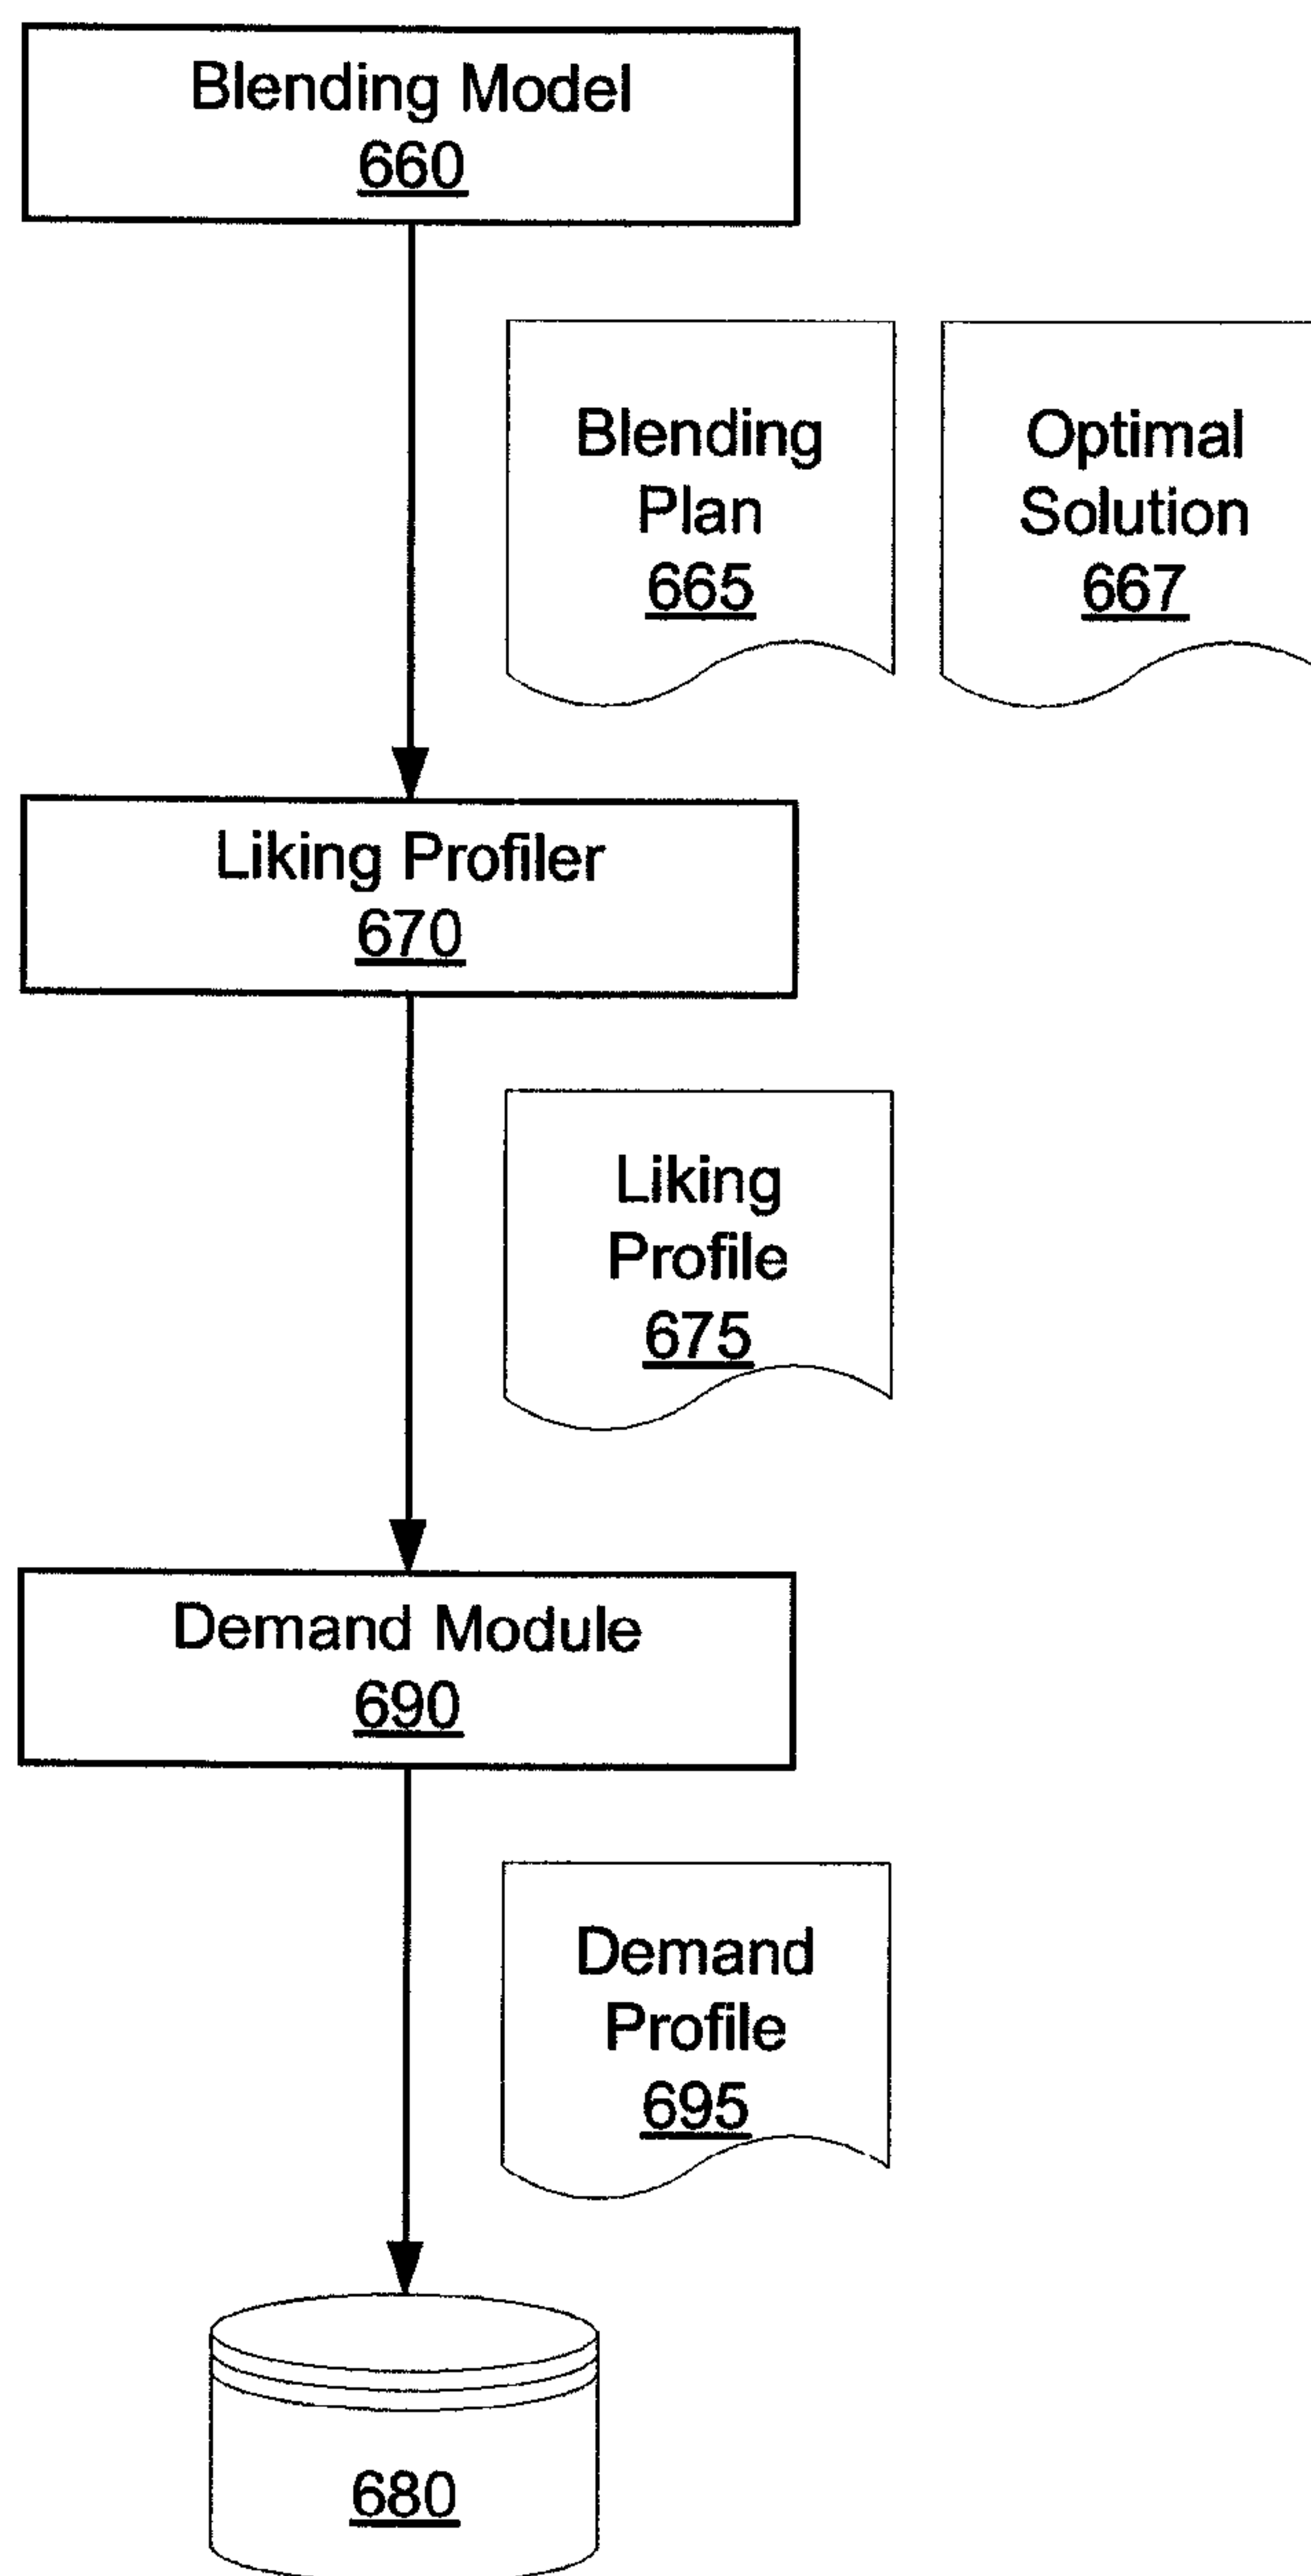 Blending Model
660
Blending
Plan
665
Optimal
Solution
667
Liking Profiler
670
Liking
Profile
675
Demand Module
690
Demand
Profile
695
680